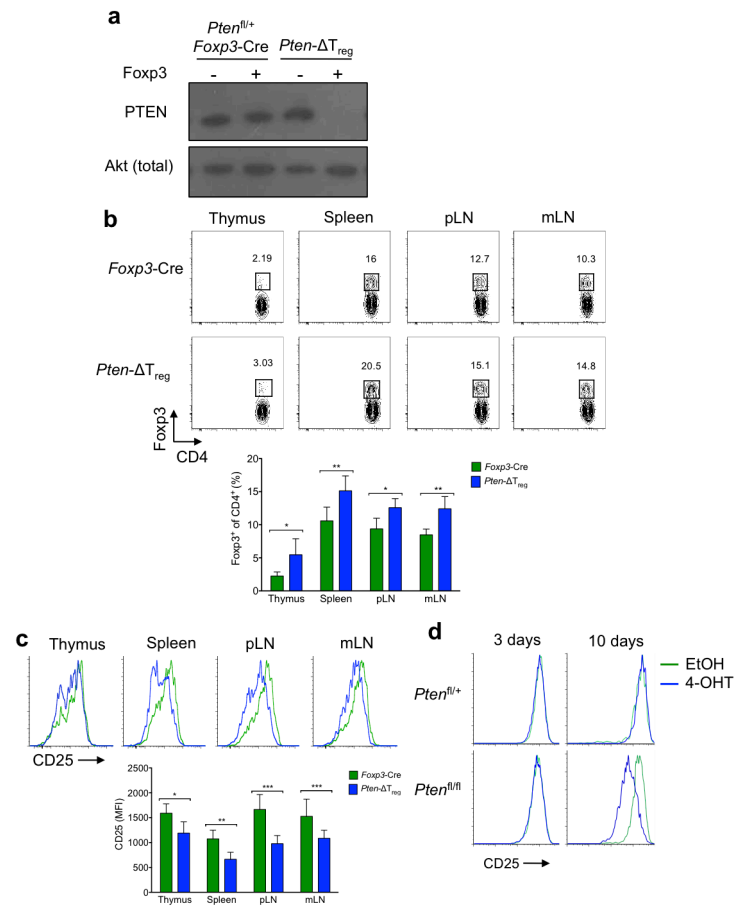 a
Pten^fl/+
Foxp3-Cre Pten-ΔT_reg
Foxp3 - + - +
PTEN
Akt (total)
b
Thymus Spleen pLN mLN
Foxp3-Cre
2.19 16 12.7 10.3
Pten-ΔT_reg
3.03 20.5 15.1 14.8
Foxp3
CD4
Foxp3⁺ of CD4⁺ (%)
20
15
10
5
0
* ** * **
Thymus Spleen pLN mLN
Foxp3-Cre
Pten-ΔT_reg
c
Thymus Spleen pLN mLN
CD25
CD25 (MFI)
2500
2000
1500
1000
500
0
* ** *** ***
Thymus Spleen pLN mLN
Foxp3-Cre
Pten-ΔT_reg
d
3 days 10 days
EtOH
4-OHT
Pten^fl/+
Pten^fl/fl
CD25